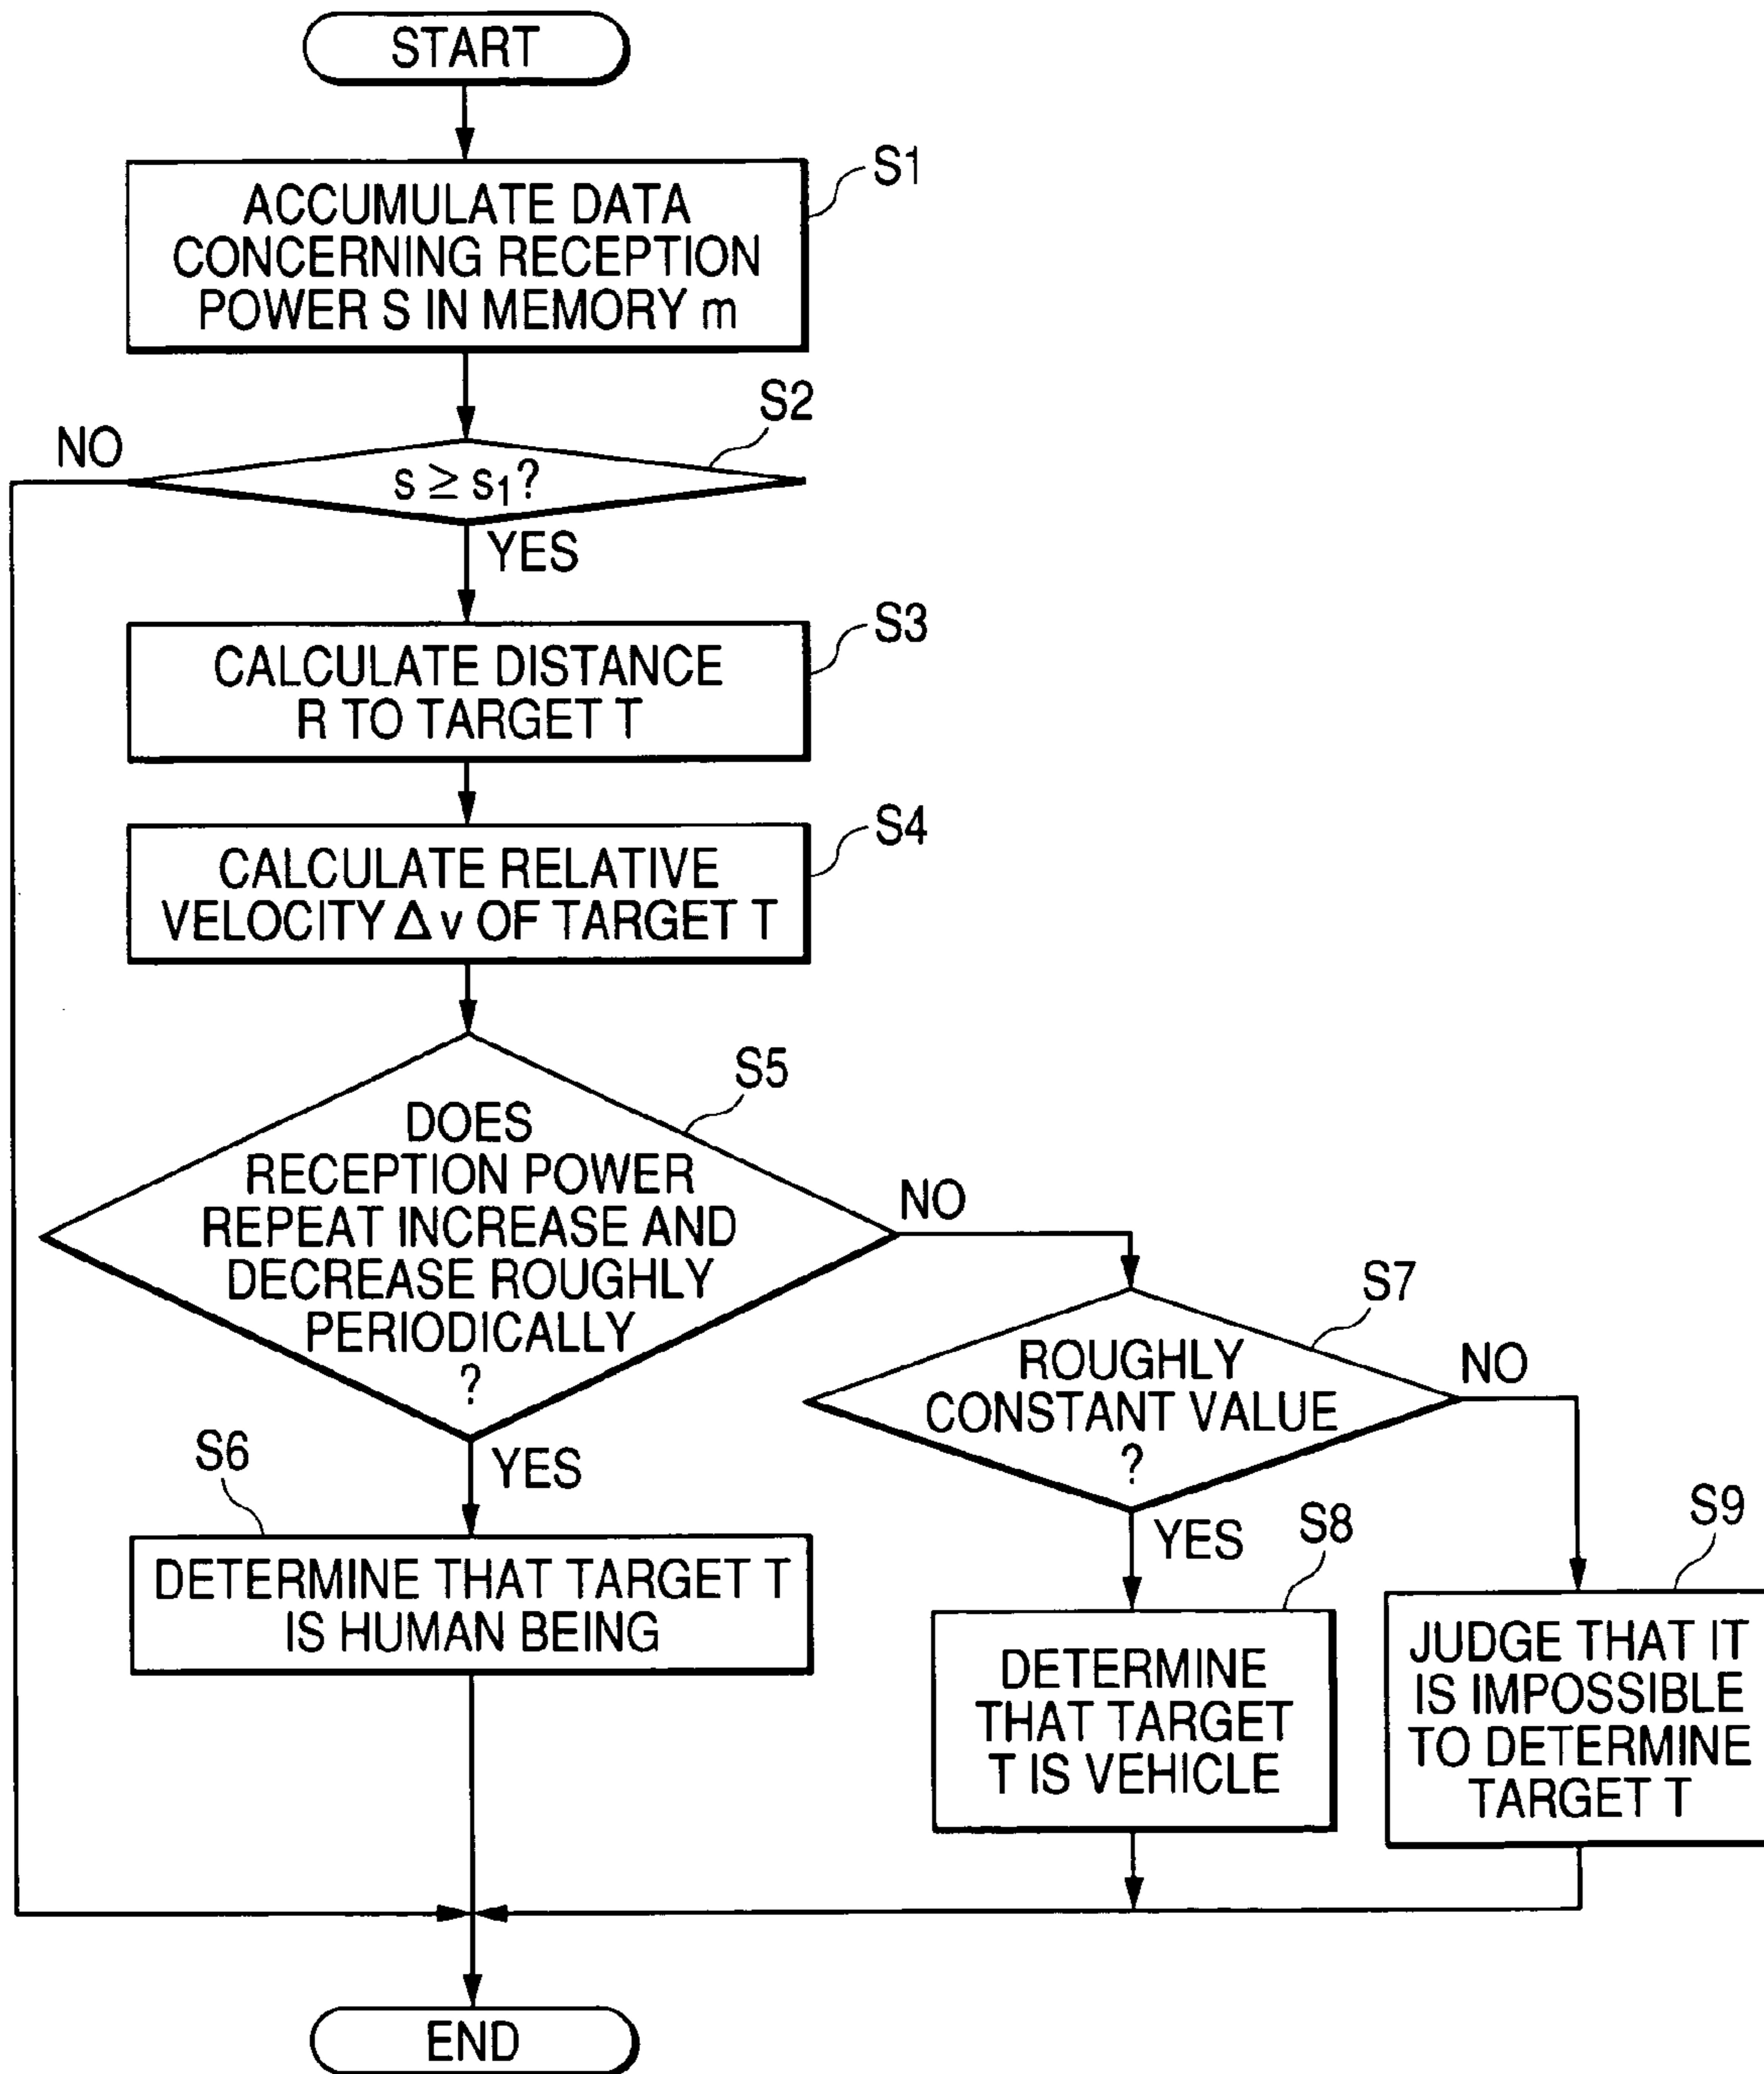 START
S1
ACCUMULATE DATA
CONCERNING RECEPTION
POWER S IN MEMORY m
S2
NO
s ≥ s₁?
YES
S3
CALCULATE DISTANCE
R TO TARGET T
S4
CALCULATE RELATIVE
VELOCITY Δv OF TARGET T
S5
DOES
RECEPTION POWER
REPEAT INCREASE AND
DECREASE ROUGHLY
PERIODICALLY
?
NO
YES
S6
DETERMINE THAT TARGET T
IS HUMAN BEING
S7
ROUGHLY
CONSTANT VALUE
?
NO
YES
S8
DETERMINE
THAT TARGET
T IS VEHICLE
S9
JUDGE THAT IT
IS IMPOSSIBLE
TO DETERMINE
TARGET T
END